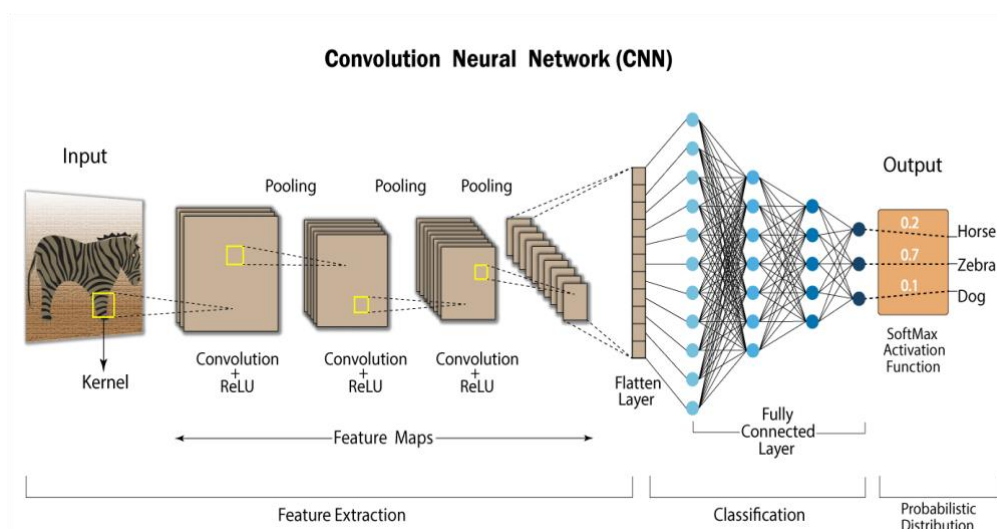 Convolution Neural Network (CNN)
Input
Output
Pooling
Pooling
Pooling
0.2
Horse
0.7
Zebra
0.1
Dog
SoftMax
Activation
Function
Kernel
Convolution
+
ReLU
Convolution
+
ReLU
Convolution
+
ReLU
Flatten
Layer
Fully
Connected
Layer
Feature Maps
Feature Extraction
Classification
Probabilistic
Distribution